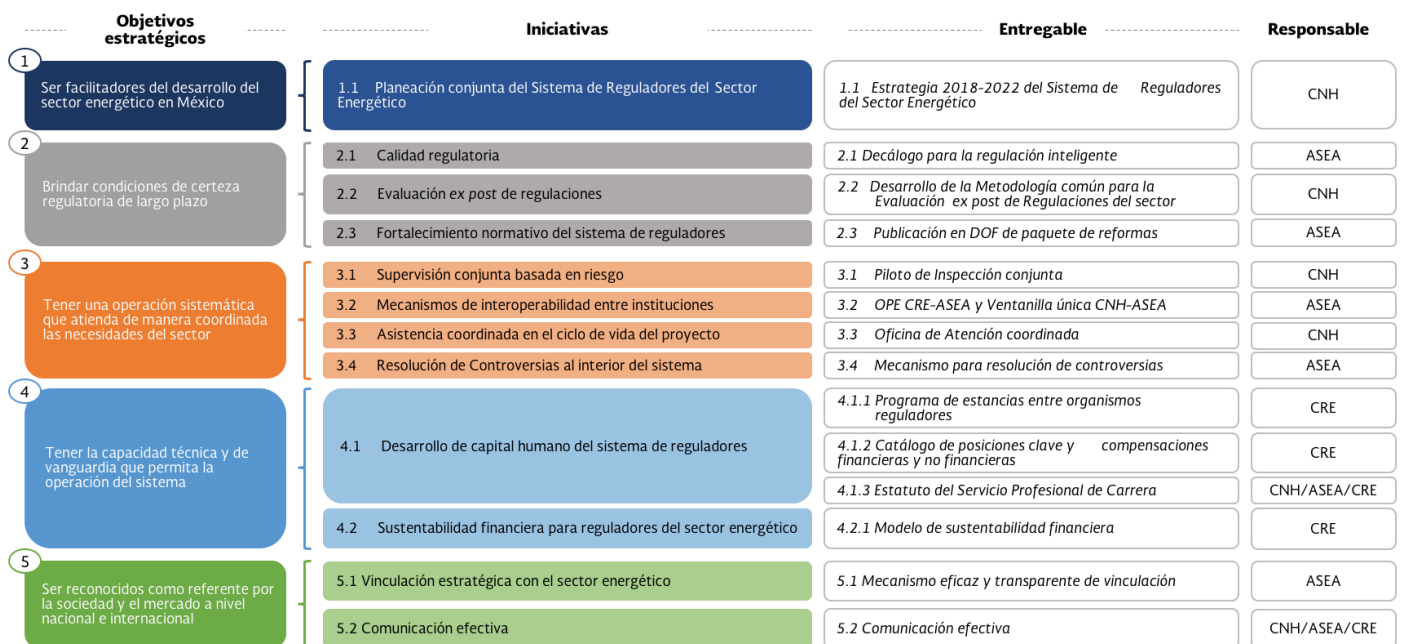 Objetivos
estratégicos
Iniciativas
Entregable
Responsable
1
Ser facilitadores del desarrollo del
sector energético en México
1.1 Planeación conjunta del Sistema de Reguladores del Sector
Energético
1.1 Estrategia 2018-2022 del Sistema de Reguladores
del Sector Energético
CNH
2
Brindar condiciones de certeza
regulatoria de largo plazo
2.1 Calidad regulatoria
2.1 Decálogo para la regulación inteligente
ASEA
2.2 Evaluación ex post de regulaciones
2.2 Desarrollo de la Metodología común para la
Evaluación ex post de Regulaciones del sector
CNH
2.3 Fortalecimiento normativo del sistema de reguladores
2.3 Publicación en DOF de paquete de reformas
ASEA
3
Tener una operación sistemática
que atienda de manera coordinada
las necesidades del sector
3.1 Supervisión conjunta basada en riesgo
3.1 Piloto de Inspección conjunta
CNH
3.2 Mecanismos de interoperabilidad entre instituciones
3.2 OPE CRE-ASEA y Ventanilla única CNH-ASEA
ASEA
3.3 Asistencia coordinada en el ciclo de vida del proyecto
3.3 Oficina de Atención coordinada
CNH
3.4 Resolución de Controversias al interior del sistema
3.4 Mecanismo para resolución de controversias
ASEA
4
Tener la capacidad técnica y de
vanguardia que permita la
operación del sistema
4.1 Desarrollo de capital humano del sistema de reguladores
4.1.1 Programa de estancias entre organismos
reguladores
CRE
4.1.2 Catálogo de posiciones clave y compensaciones
financieras y no financieras
CRE
4.1.3 Estatuto del Servicio Profesional de Carrera
CNH/ASEA/CRE
4.2 Sustentabilidad financiera para reguladores del sector energético
4.2.1 Modelo de sustentabilidad financiera
CRE
5
Ser reconocidos como referente por
la sociedad y el mercado a nivel
nacional e internacional
5.1 Vinculación estratégica con el sector energético
5.1 Mecanismo eficaz y transparente de vinculación
ASEA
5.2 Comunicación efectiva
5.2 Comunicación efectiva
CNH/ASEA/CRE